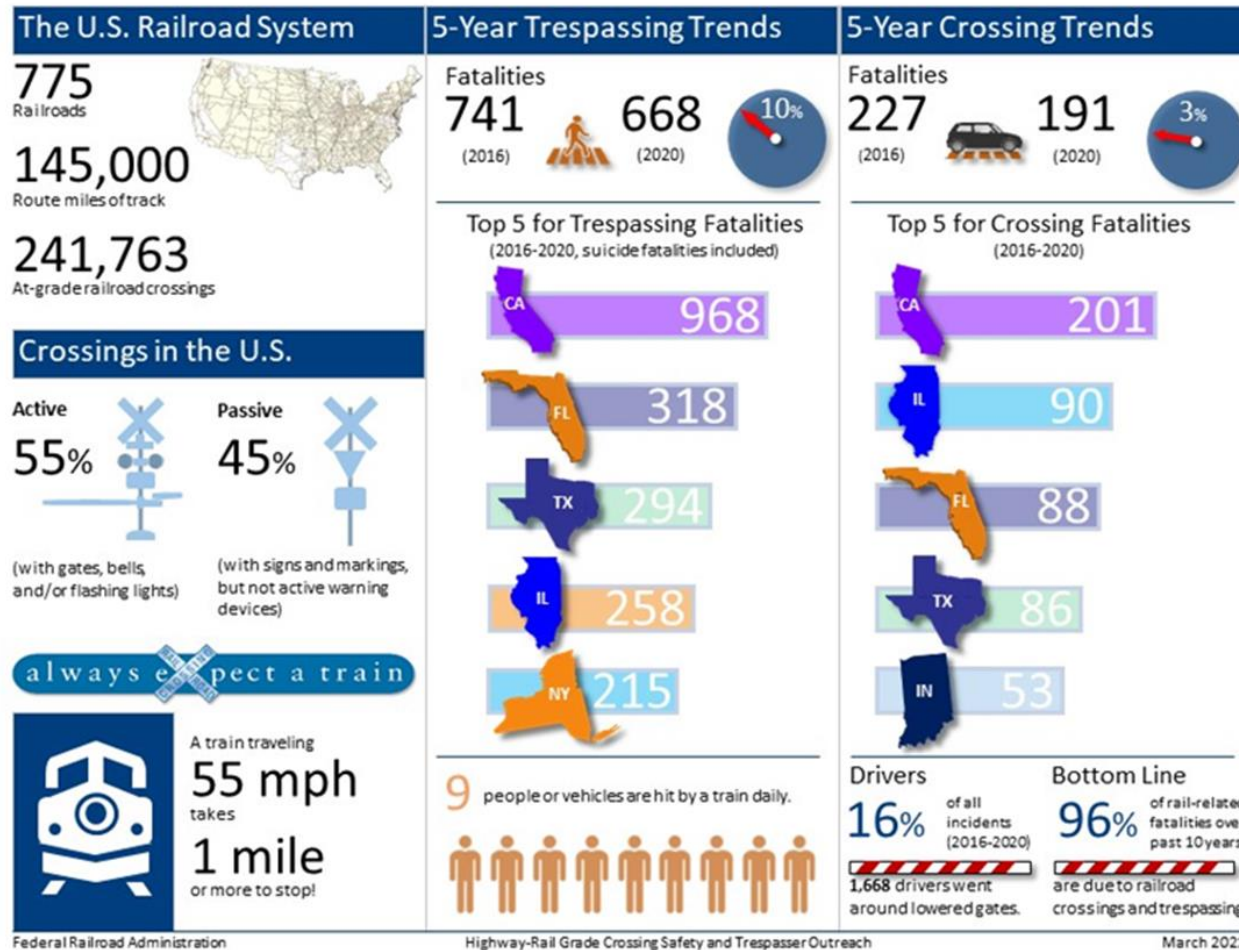 The U.S. Railroad System
775
Railroads
145,000
Route miles of track
241,763
At-grade railroad crossings
Crossings in the U.S.
Active
55%
(with gates, bells,
and/or flashing lights)
Passive
45%
(with signs and markings,
but not active warning
devices)
always expect a train
RAIL ROAD
CROSSING
A train traveling
55 mph
takes
1 mile
or more to stop!
5-Year Trespassing Trends
Fatalities
741
(2016)
668
(2020)
10%
Top 5 for Trespassing Fatalities
(2016-2020, suicide fatalities included)
CA 968
FL 318
TX 294
IL 258
NY 215
9 people or vehicles are hit by a train daily.
5-Year Crossing Trends
Fatalities
227
(2016)
191
(2020)
3%
Top 5 for Crossing Fatalities
(2016-2020)
CA 201
IL 90
FL 88
TX 86
IN 53
Drivers
16%
of all
incidents
(2016-2020)
1,668 drivers went
around lowered gates.
Bottom Line
96%
of rail-related
fatalities ove
past 10 years
are due to railroad
crossings and trespassing
Federal Railroad Administration
Highway-Rail Grade Crossing Safety and Trespasser Outreach
March 202